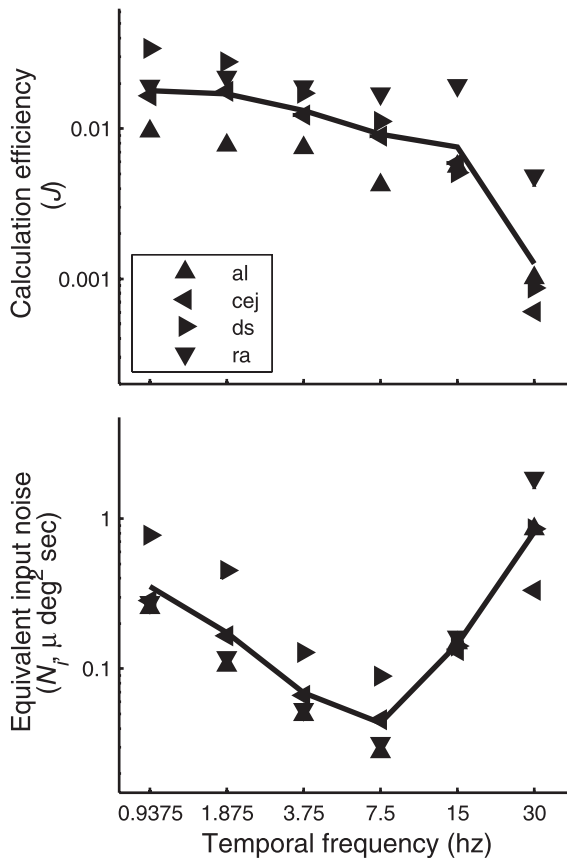 Calculation efficiency
(J)
0.01
0.001
al
cej
ds
ra
Equivalent input noise
(Nᵢ, μ deg² sec)
1
0.1
0.9375 1.875 3.75 7.5 15 30
Temporal frequency (hz)